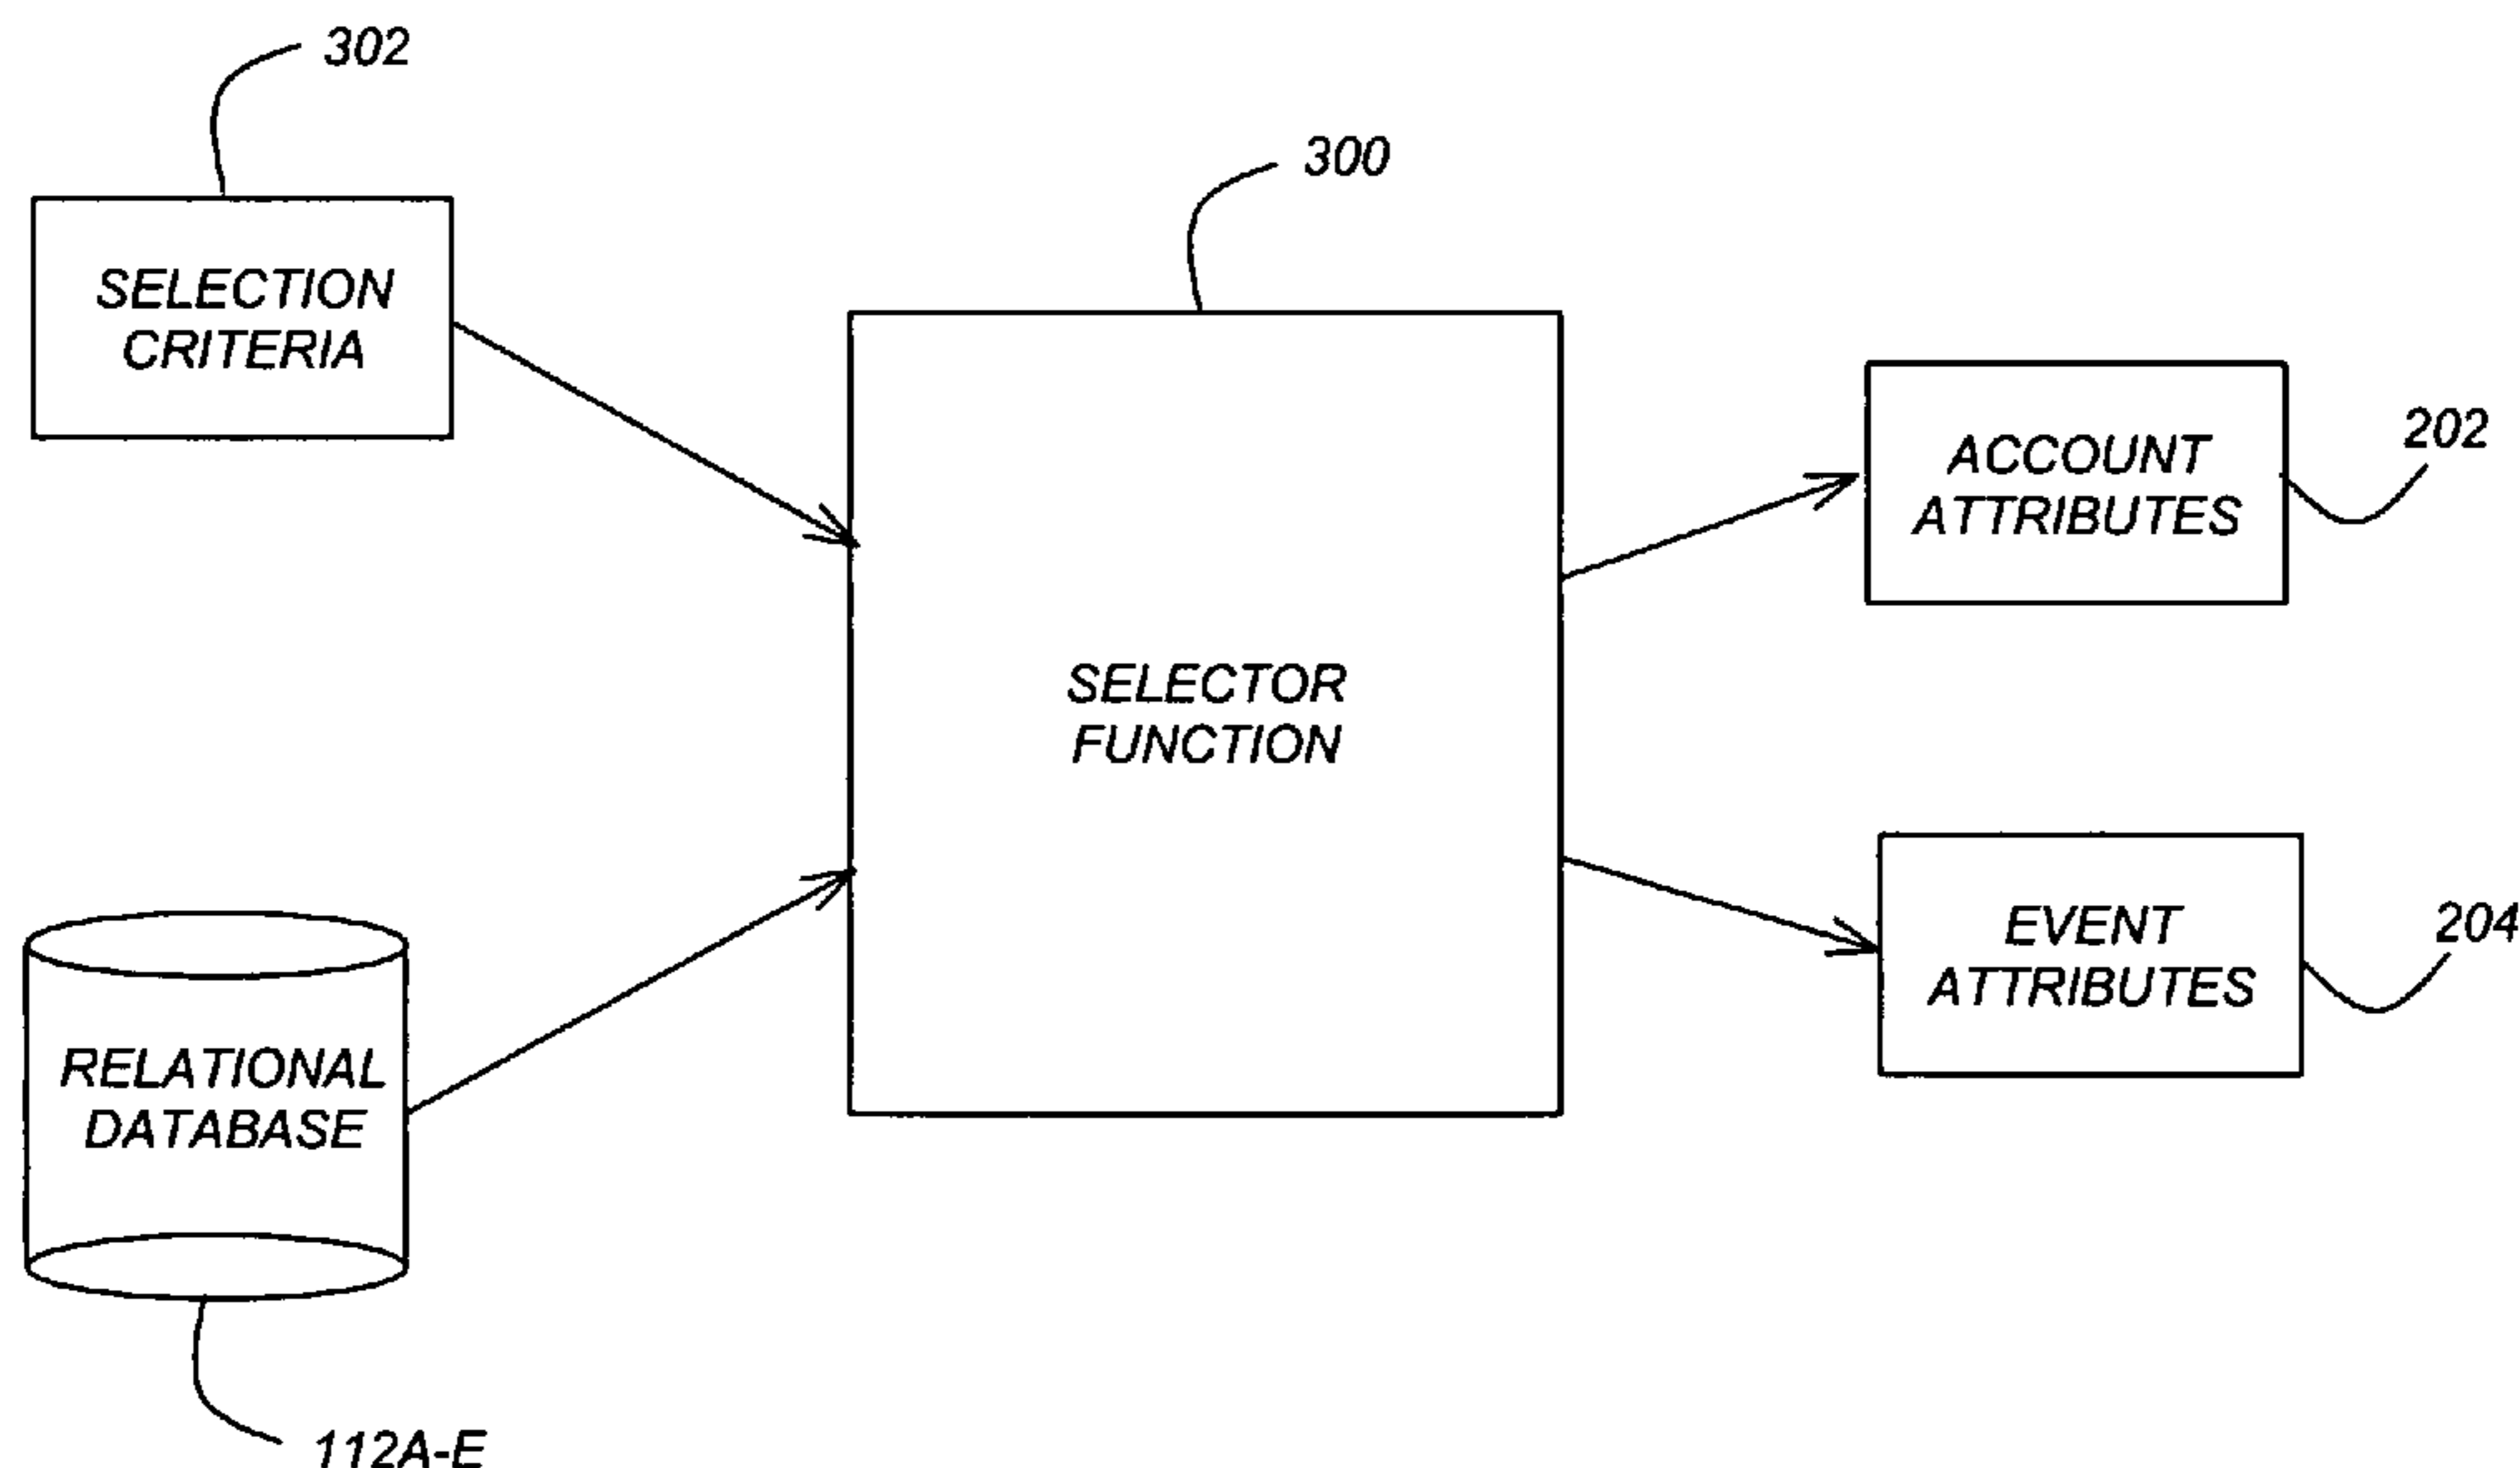 302
300
SELECTION
CRITERIA
ACCOUNT
ATTRIBUTES
202
SELECTOR
FUNCTION
EVENT
ATTRIBUTES
204
RELATIONAL
DATABASE
112A-E